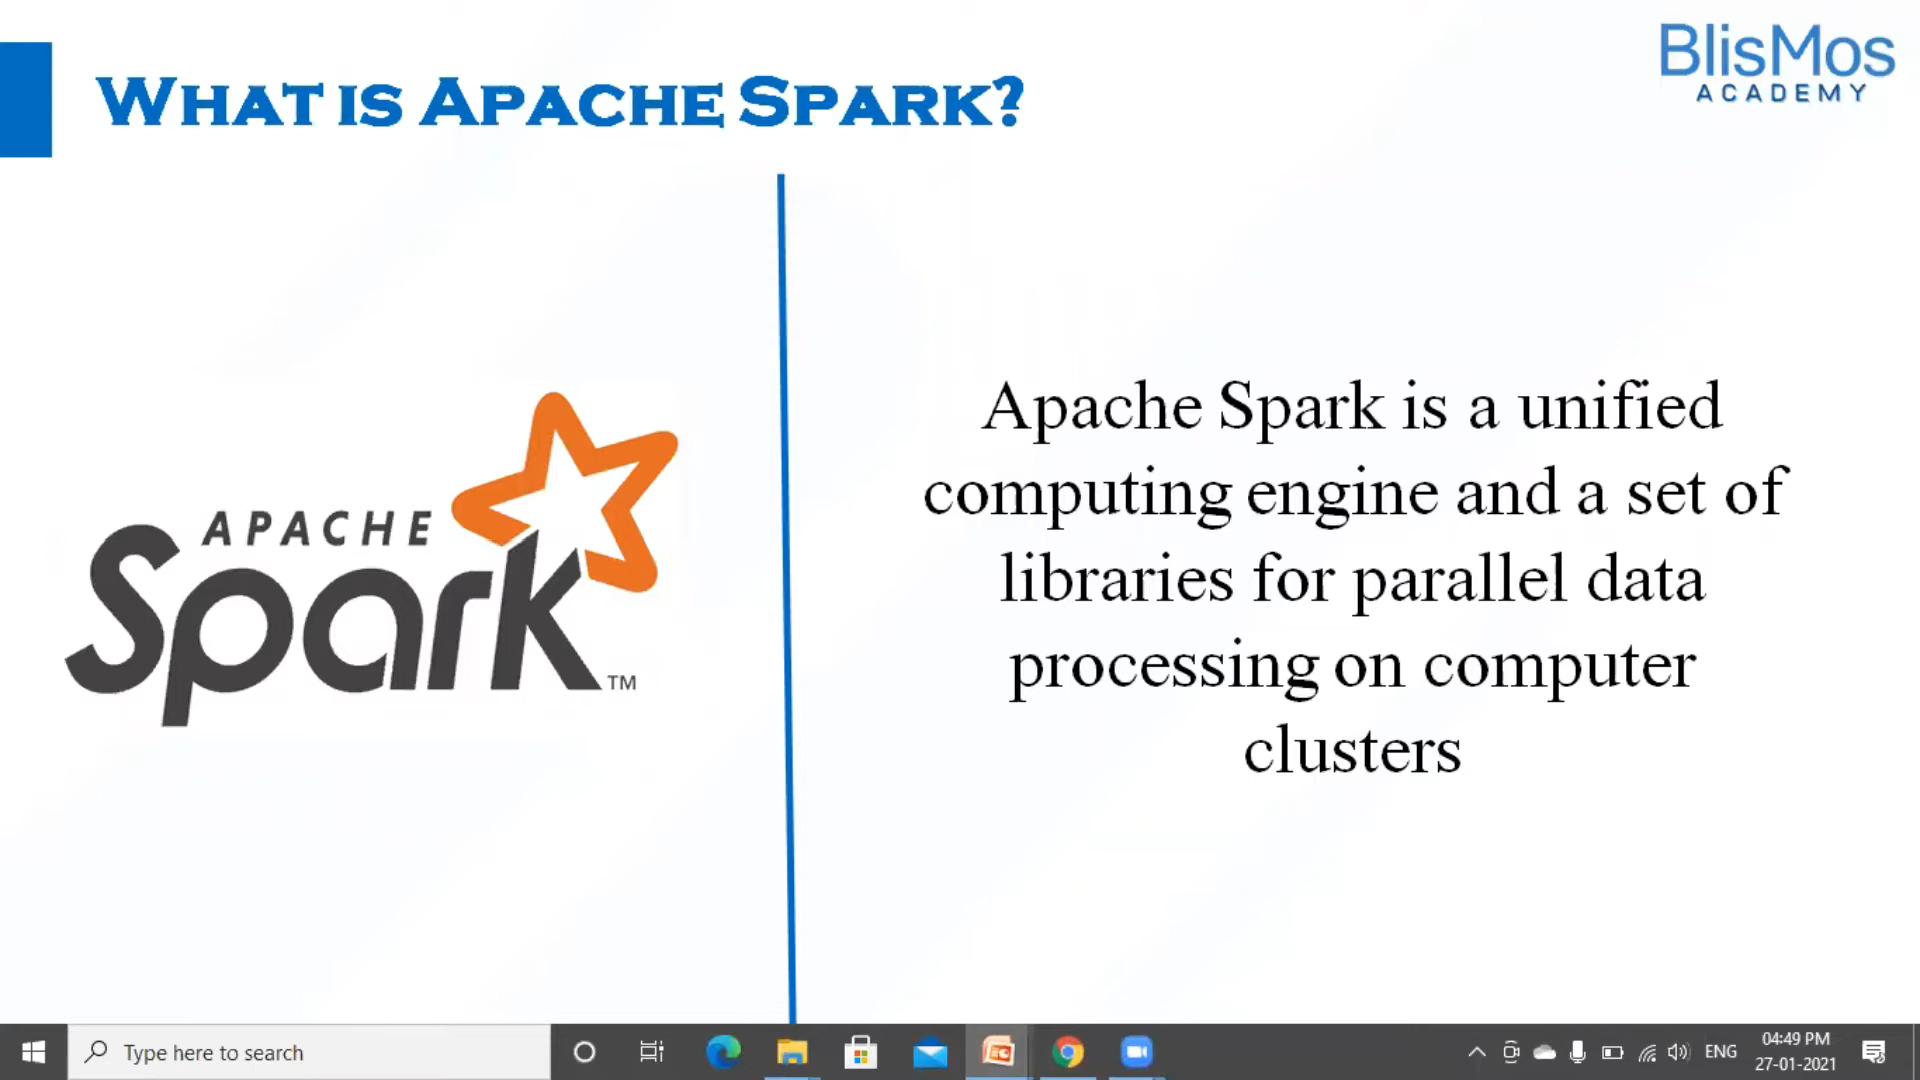 BlisMos
ACADEMY
WHAT IS APACHE SPARK?
APACHE
Spark TM
Apache Spark is a unified
computing engine and a set of
libraries for parallel data
processing on computer
clusters
Type here to search
ENG
04:49 PM
27-01-2021